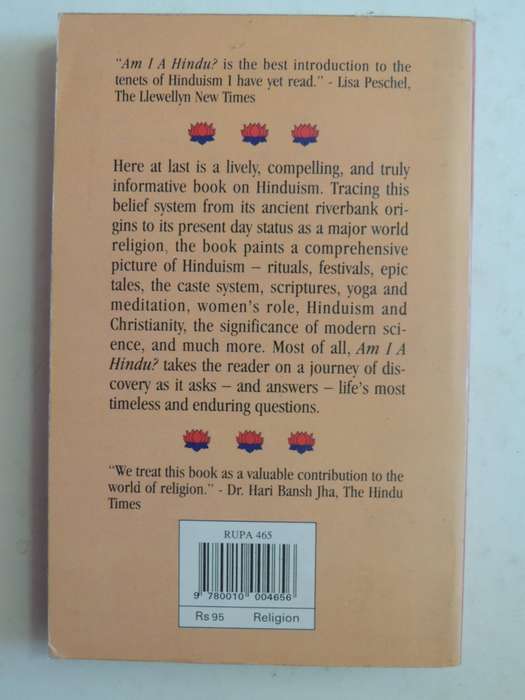 "Am I A Hindu? is the best introduction to the
tenets of Hinduism I have yet read." - Lisa Peschel,
The Llewellyn New Times
Here at last is a lively, compelling, and truly
informative book on Hinduism. Tracing this
belief system from its ancient riverbank ori-
gins to its present day status as a major world
religion, the book paints a comprehensive
picture of Hinduism – rituals, festivals, epic
tales, the caste system, scriptures, yoga and
meditation, women's role, Hinduism and
Christianity, the significance of modern sci-
ence, and much more. Most of all, Am I A
Hindu? takes the reader on a journey of dis-
covery as it asks – and answers – life's most
timeless and enduring questions.
"We treat this book as a valuable contribution to the
world of religion." - Dr. Hari Bansh Jha, The Hindu
Times
RUPA 465
9 780010 004656
Rs 95 Religion